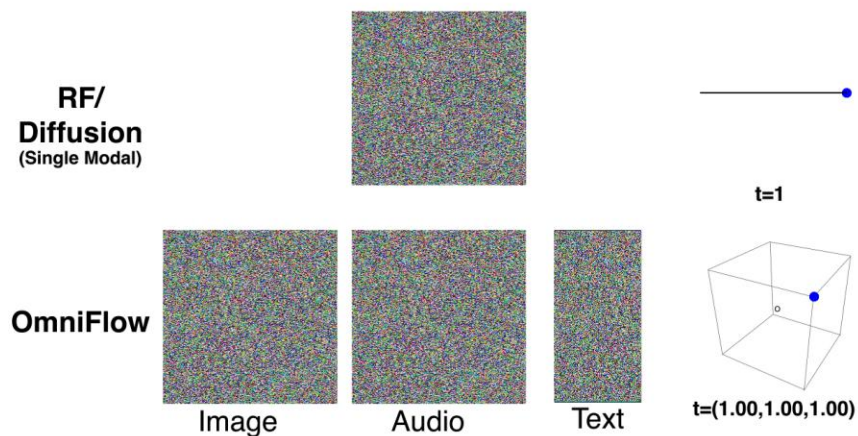 RF/
Diffusion
(Single Modal)
t=1
OmniFlow
o
t=(1.00,1.00,1.00)
Image
Audio
Text